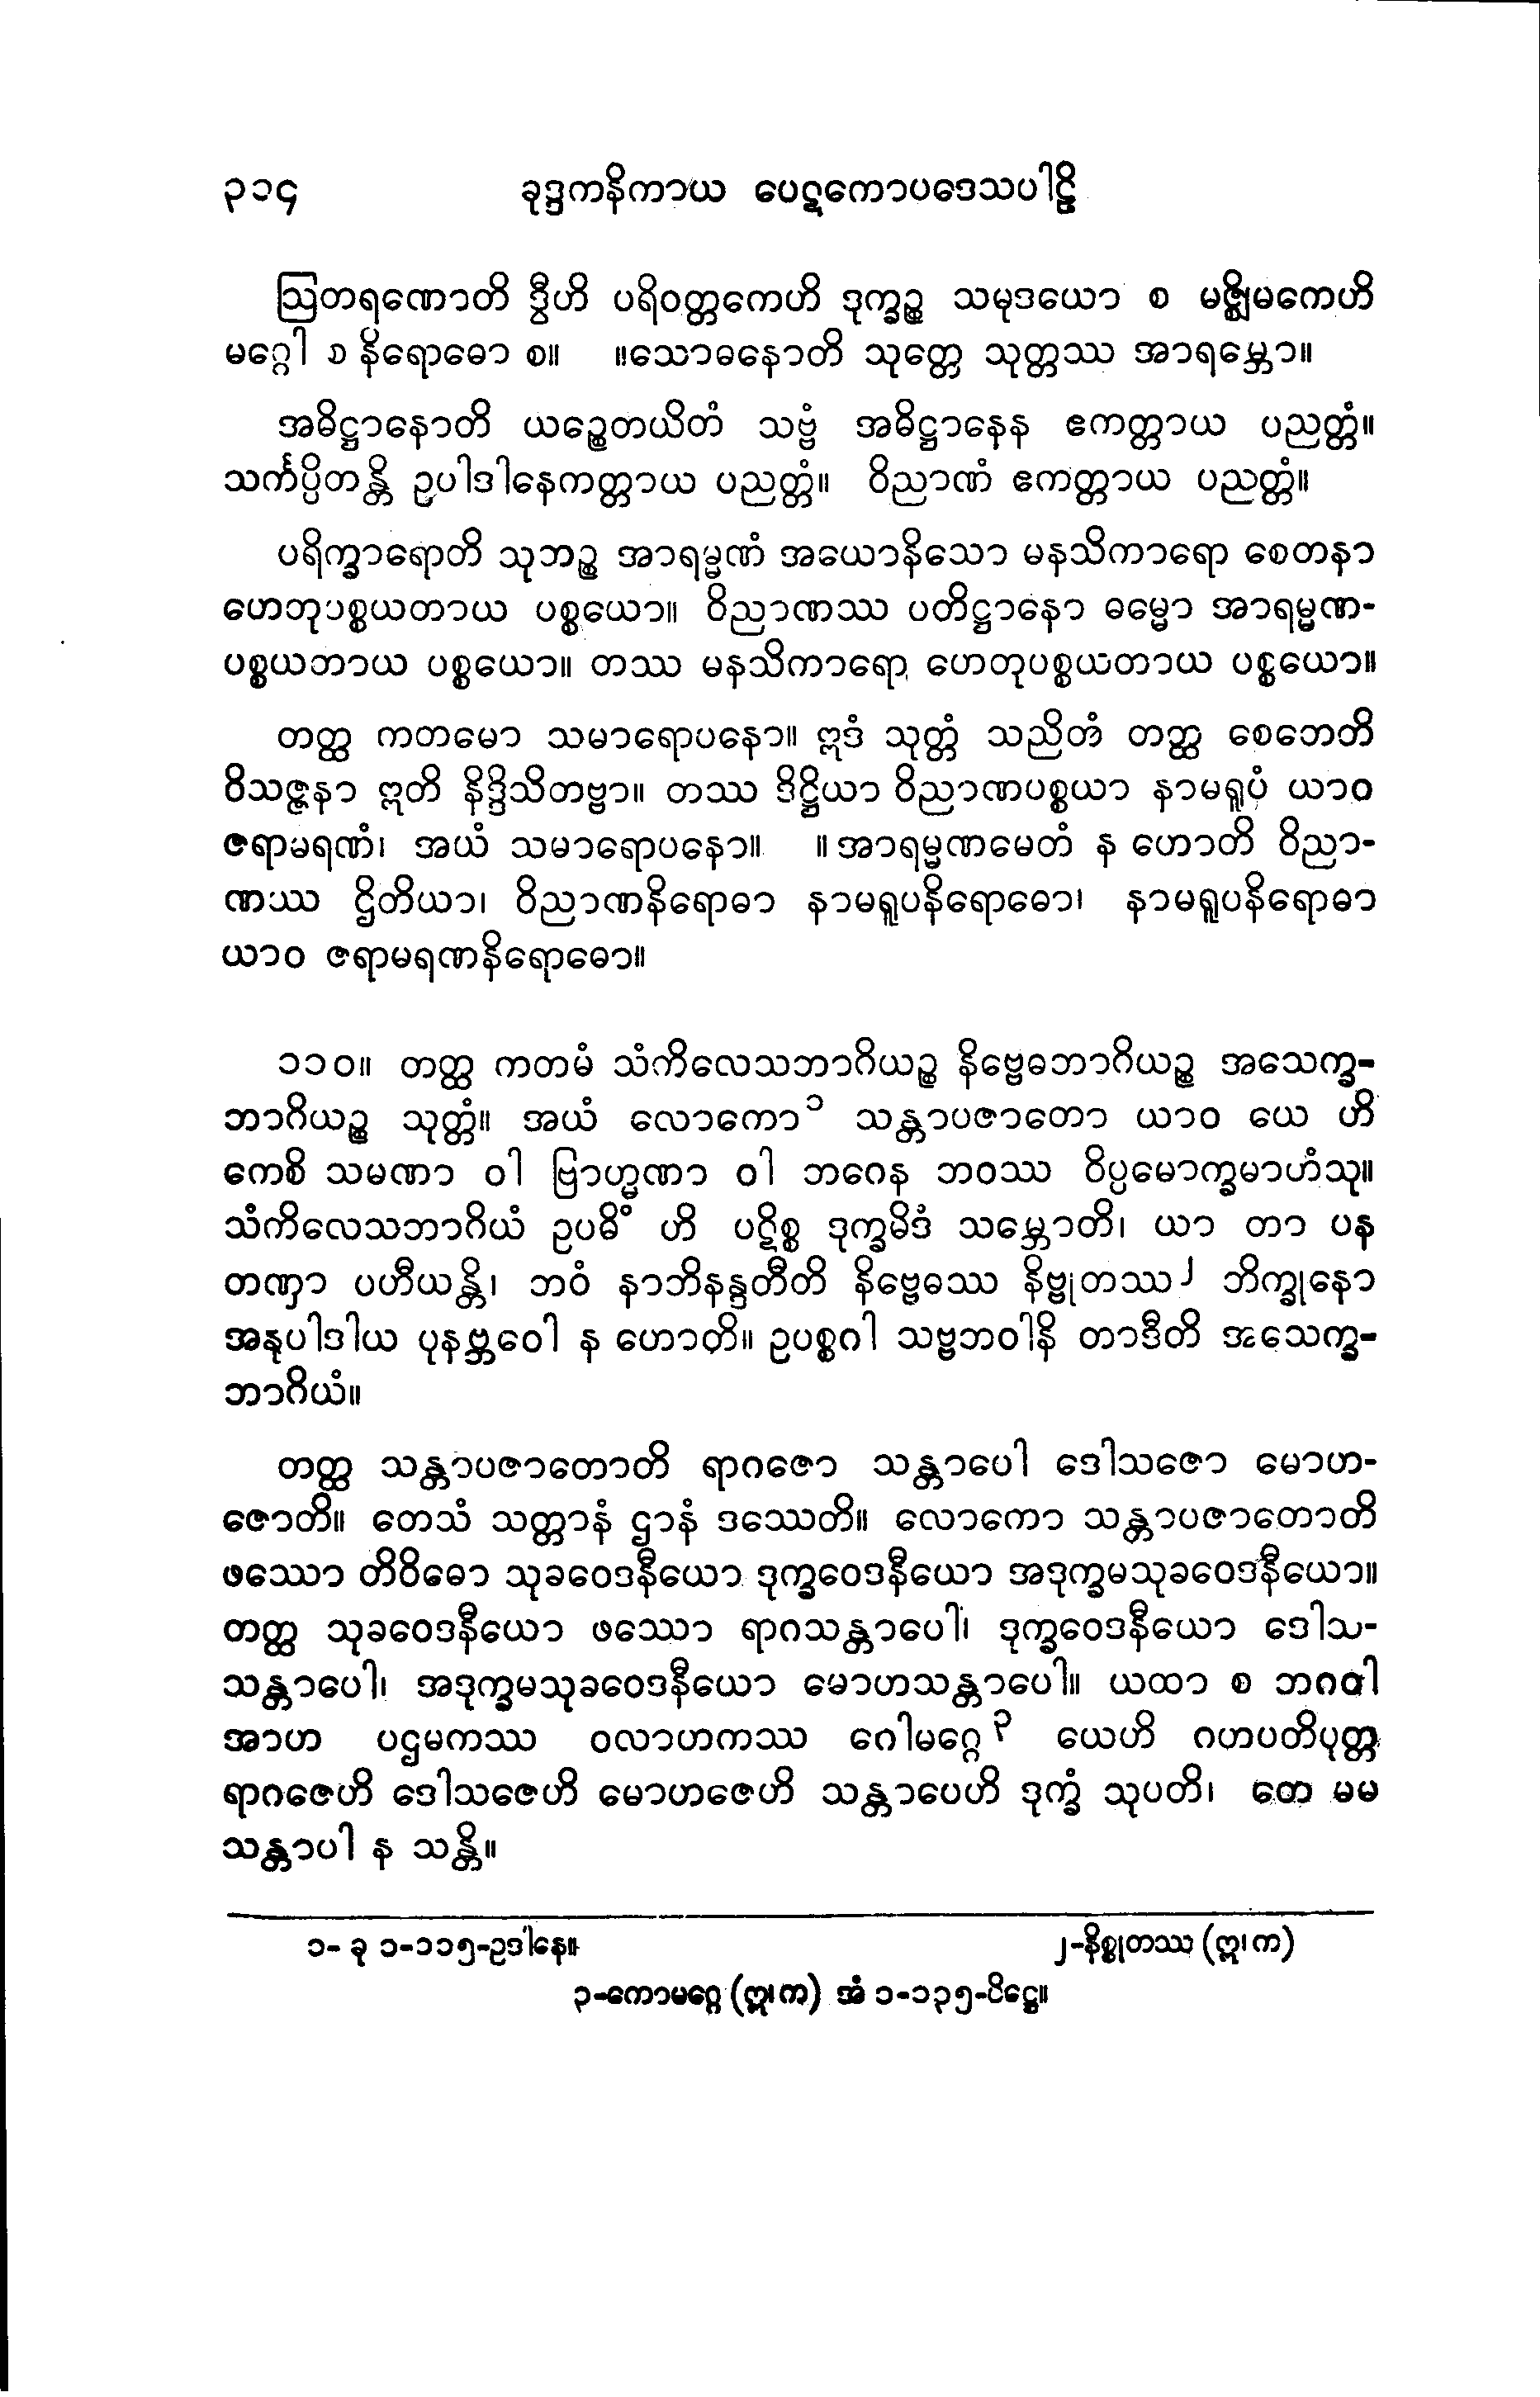 ၃၁၄ ခုဒ္ဒကနိကာယ ပေဋကောပဒေသပါဠိ
ဩတရဏောတိ ဒွီဟိ ပရိဝတ္တကေဟိ ဒုက္ခဉ္စ သမုဒယော စ မဇ္ဈိမကေဟိ
မဂ္ဂေါ စ နိရောဓော စ။ ။သောဓနောတိ သုတ္တေ သုတ္တဿ အာရမ္ဘော။
အဓိဋ္ဌာနောတိ ယဉ္စေတယိတံ သဗ္ဗံ အဓိဋ္ဌာနေန ဧကတ္တာယ ပညတ္တံ။
သင်္ကပ္ပိတန္တိ ဥပါဒါနေကတ္တာယ ပညတ္တံ။ ဝိညာဏံ ဧကတ္တာယ ပညတ္တံ။
ပရိက္ခာရောတိ သုဘဉ္စ အာရမ္မဏံ အယောနိသော မနသိကာရော စေတနာ
ဟေတုပစ္စယတာယ ပစ္စယော။ ဝိညာဏဿ ပတိဋ္ဌာနော ဓမ္မော အာရမ္မဏ-
ပစ္စယတာယ ပစ္စယော။ တဿ မနသိကာရော ဟေတုပစ္စယတာယ ပစ္စယော။
တတ္ထ ကတမော သမာရောပနော။ ဣဒံ သုတ္တံ သညိတံ တတ္ထ စေတေတိ
ဝိသဇ္ဇနာ ဣတိ နိဒ္ဒိသိတဗ္ဗာ။ တဿ ဒိဋ္ဌိယာ ဝိညာဏပစ္စယာ နာမရူပံ ယာဝ
ဇရာမရဏံ၊ အယံ သမာရောပနော။ ။အာရမ္မဏမေတံ န ဟောတိ ဝိညာ-
ဏဿ ဌိတိယာ၊ ဝိညာဏနိရောဓာ နာမရူပနိရောဓော၊ နာမရူပနိရောဓာ
ယာဝ ဇရာမရဏနိရောဓော။
၁၁၀။ တတ္ထ ကတမံ သံကိလေသဘာဂိယဉ္စ နိဗ္ဗေဓဘာဂိယဉ္စ အသေက္ခ-
ဘာဂိယဉ္စ သုတ္တံ။ အယံ လောကော ၁ သန္တာပဇာတော ယာဝ ယေ ဟိ
ကေစိ သမဏာ ဝါ ဗြာဟ္မဏာ ဝါ ဘဂေန ဘဝဿ ဝိပ္ပမောက္ခမာဟံသု။
သံကိလေသဘာဂိယံ ဥပဓိံ ဟိ ပဋိစ္စ ဒုက္ခမိဒံ သမ္ဘောတိ၊ ယာ တာ ပန
တဏှာ ပဟီယန္တိ၊ ဘဝံ နာဘိနန္ဒတီတိ နိဗ္ဗေဓဿ နိဗ္ဗုတဿ ၂ ဘိက္ခုနော
အနုပါဒါယ ပုနဗ္ဘဝေါ န ဟောတိ။ ဥပစ္စဂါ သဗ္ဗဘဝါနိ တာဒီတိ အသေက္ခ-
ဘာဂိယံ။
တတ္ထ သန္တာပဇာတောတိ ရာဂဇော သန္တာပေါ ဒေါသဇော မောဟ-
ဇောတိ။ တေသံ သတ္တာနံ ဌာနံ ဒဿေတိ။ လောကော သန္တာပဇာတောတိ
ဖဿော တိဝိဓော သုခဝေဒနီယော ဒုက္ခဝေဒနီယော အဒုက္ခမသုခဝေဒနီယော။
တတ္ထ သုခဝေဒနီယော ဖဿော ရာဂသန္တာပေါ၊ ဒုက္ခဝေဒနီယော ဒေါသ-
သန္တာပေါ၊ အဒုက္ခမသုခဝေဒနီယော မောဟသန္တာပေါ။ ယထာ စ ဘဂဝါ
အာဟ ပဌမကဿ ဝလာဟကဿ ဂေါမဂ္ဂေ ၃ ယေဟိ ဂဟပတိပုတ္တ
ရာဂဇေဟိ ဒေါသဇေဟိ မောဟဇေဟိ သန္တာပေဟိ ဒုက္ခံ သုပတိ၊ တေ မမ
သန္တာပါ န သန္တိ။
၁- ခု ၁-၁၁၅-ဥဒါနေ။ ၂-နိစ္စုတဿ (ဣ၊ က)
၃-ကောမဂ္ဂေ (ဣ၊ က) အံ ၁-၁၃၅-ပိဋ္ဌေ။